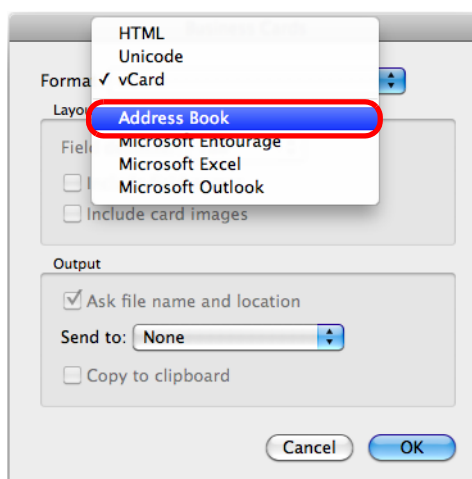 HTML
Unicode
Forma ✓ vCard
Layou
Address Book
Fiel
Microsoft Entourage
Microsoft Excel
Microsoft Outlook
Include card images
Output
Ask file name and location
Send to: None
Copy to clipboard
Cancel OK